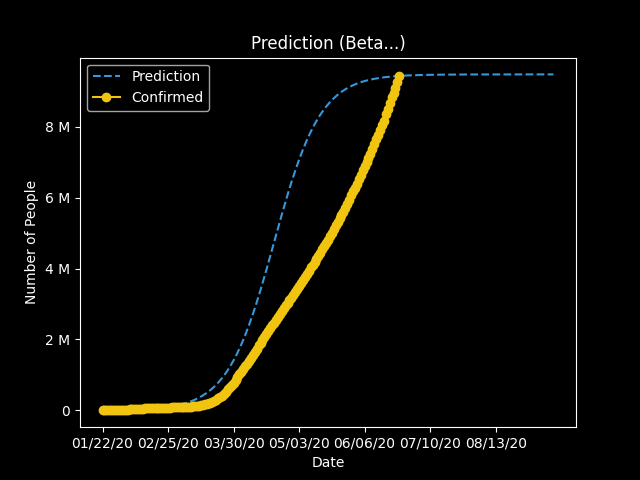 Prediction (Beta...)
Prediction
Confirmed
8 M
6 M
4 M
2 M
0
Number of People
01/22/20 02/25/20 03/30/20 05/03/20 06/06/20 07/10/20 08/13/20
Date